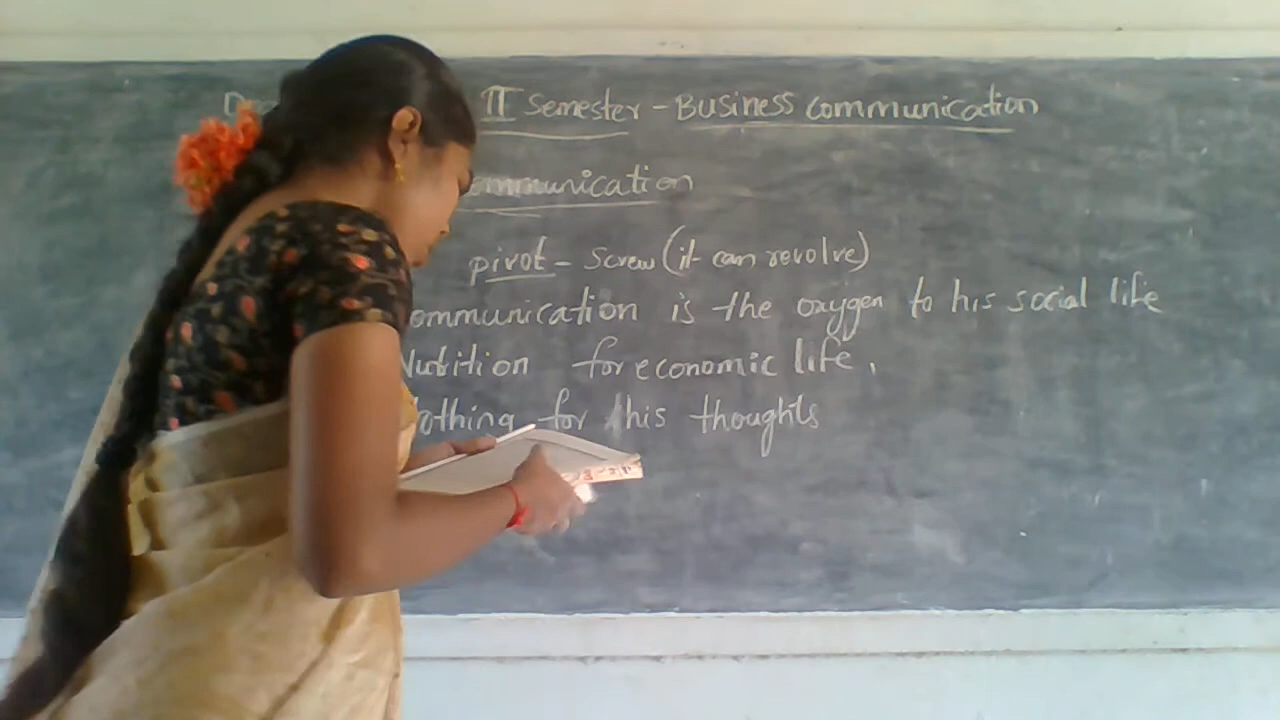 II Semester - Business communication
ommunication
pivot - screw (it can revolve)
ommunication is the oxygen to his social life
Nutrition for economic life.
othing for this thoughts